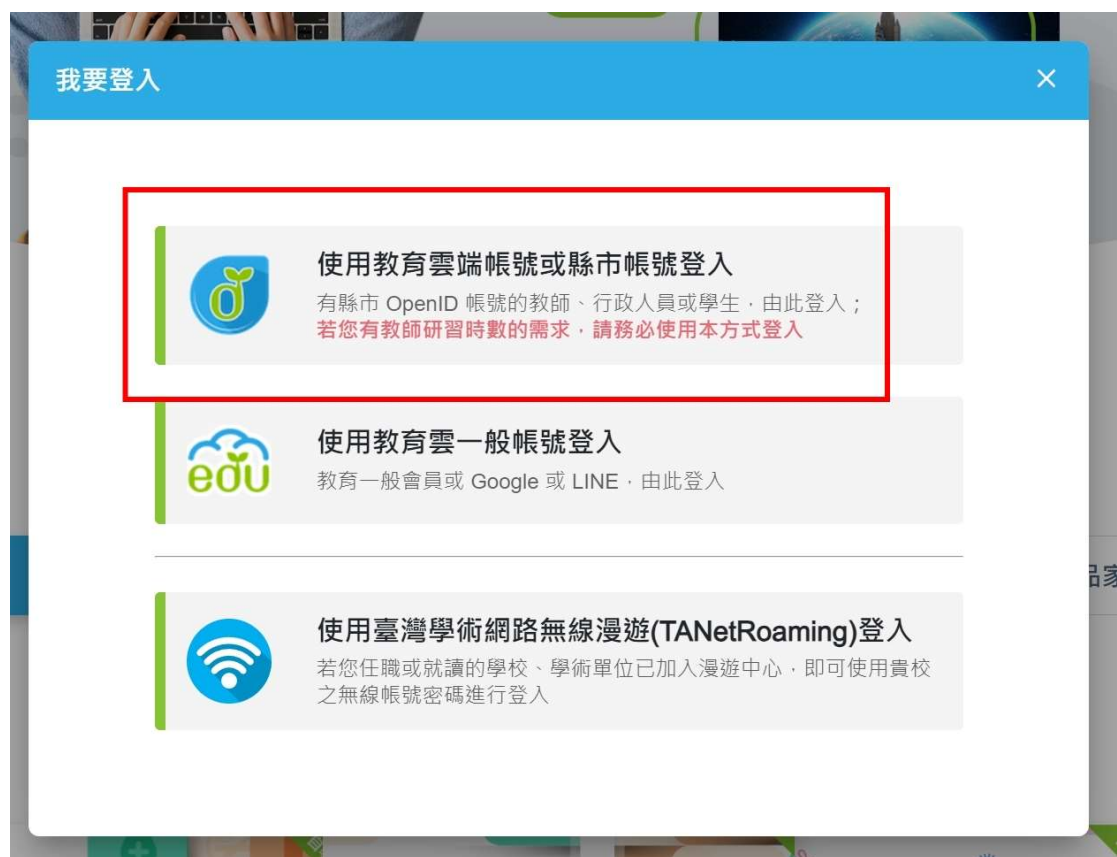 我要登入
使用教育雲端帳號或縣市帳號登入
有縣市 OpenID 帳號的教師、行政人員或學生，由此登入；
若您有教師研習時數的需求，請務必使用本方式登入
edu
使用教育雲一般帳號登入
教育一般會員或 Google 或 LINE，由此登入
使用臺灣學術網路無線漫遊(TANetRoaming)登入
若您任職或就讀的學校、學術單位已加入漫遊中心，即可使用貴校
之無線帳號密碼進行登入